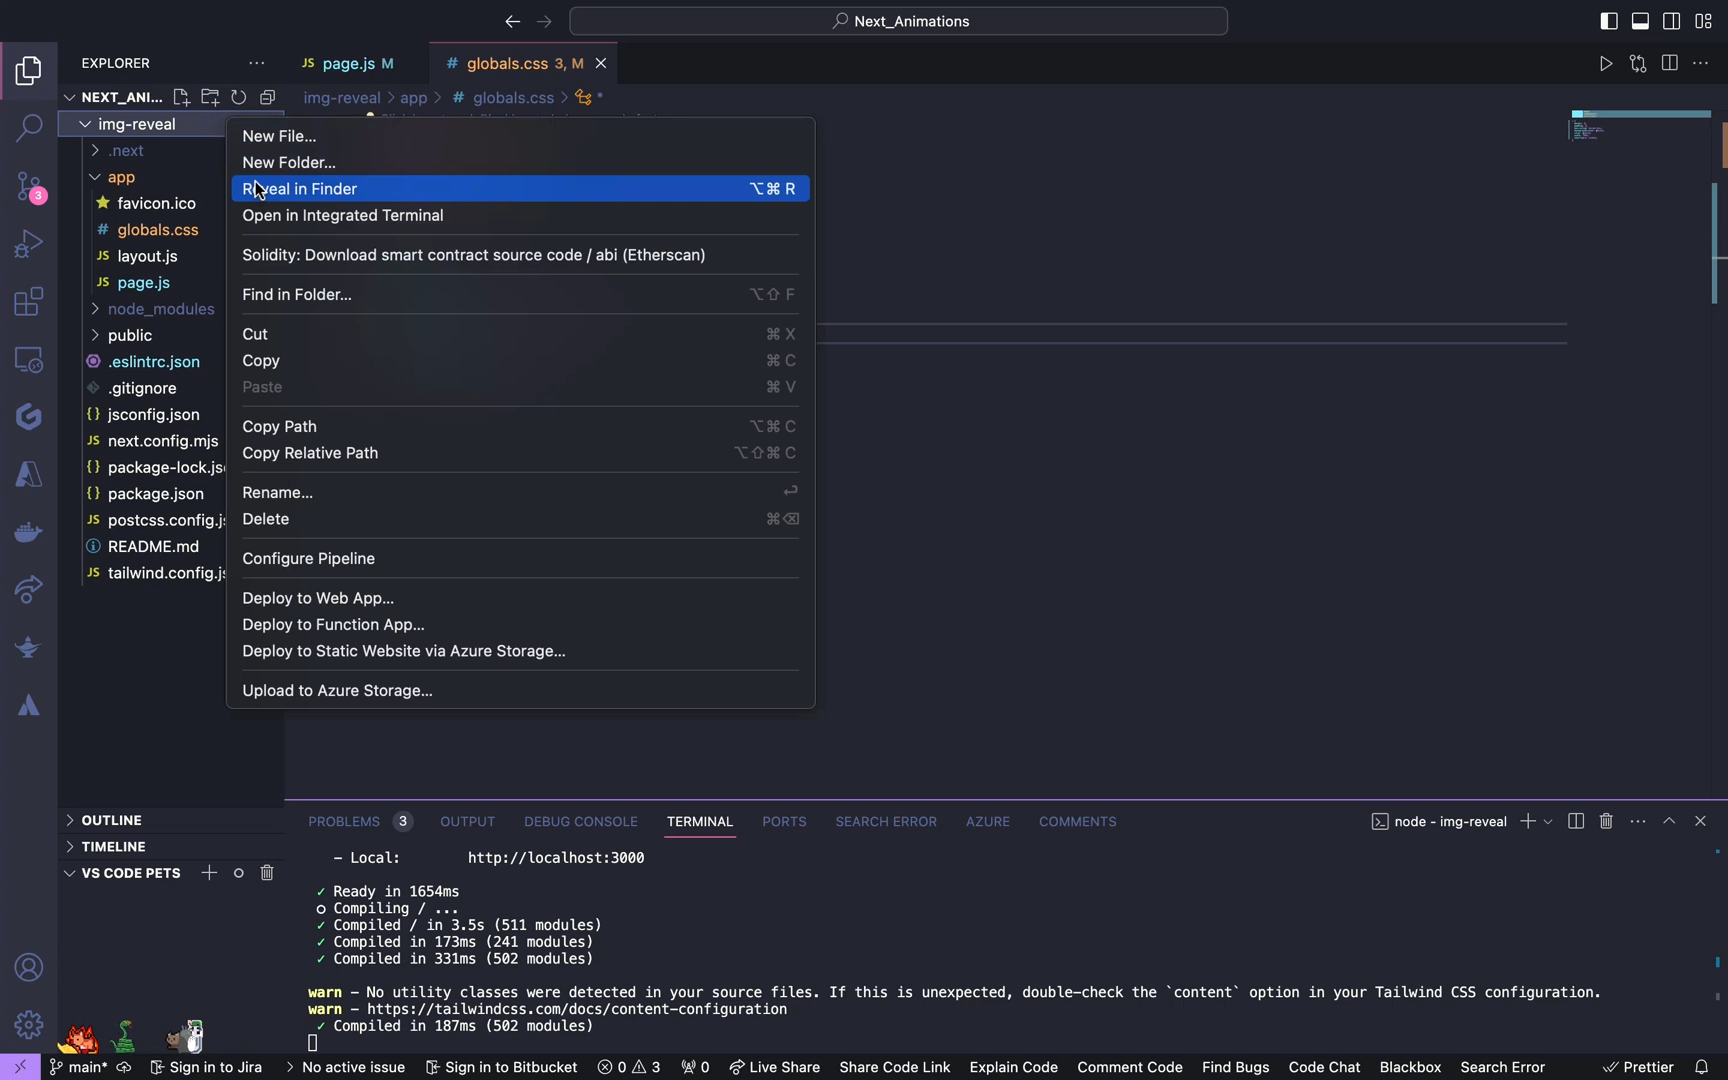 Next_Animations
EXPLORER
JS page.js M
# globals.css 3, M
NEXT_ANI...
img-reveal > app > # globals.css > *
img-reveal
.next
app
favicon.ico
# globals.css
JS layout.js
JS page.js
node_modules
public
.eslintrc.json
.gitignore
{} jsconfig.json
JS next.config.mjs
{} package-lock.js
{} package.json
JS postcss.config.js
README.md
JS tailwind.config.js
New File...
New Folder...
Reveal in Finder ⌥⌘ R
Open in Integrated Terminal
Solidity: Download smart contract source code / abi (Etherscan)
Find in Folder... ⌥⇧ F
Cut ⌘ X
Copy ⌘ C
Paste ⌘ V
Copy Path ⌥⌘ C
Copy Relative Path ⌥⇧⌘ C
Rename... ⏎
Delete ⌘⌫
Configure Pipeline
Deploy to Web App...
Deploy to Function App...
Deploy to Static Website via Azure Storage...
Upload to Azure Storage...
3
OUTLINE
TIMELINE
VS CODE PETS
PROBLEMS 3 OUTPUT DEBUG CONSOLE TERMINAL PORTS SEARCH ERROR AZURE COMMENTS
node - img-reveal
- Local: http://localhost:3000
✓ Ready in 1654ms
○ Compiling / ...
✓ Compiled / in 3.5s (511 modules)
✓ Compiled in 173ms (241 modules)
✓ Compiled in 331ms (502 modules)
warn - No utility classes were detected in your source files. If this is unexpected, double-check the `content` option in your Tailwind CSS configuration.
warn - https://tailwindcss.com/docs/content-configuration
✓ Compiled in 187ms (502 modules)
main* Sign in to Jira No active issue Sign in to Bitbucket 0 3 0 Live Share Share Code Link Explain Code Comment Code Find Bugs Code Chat Blackbox Search Error Prettier